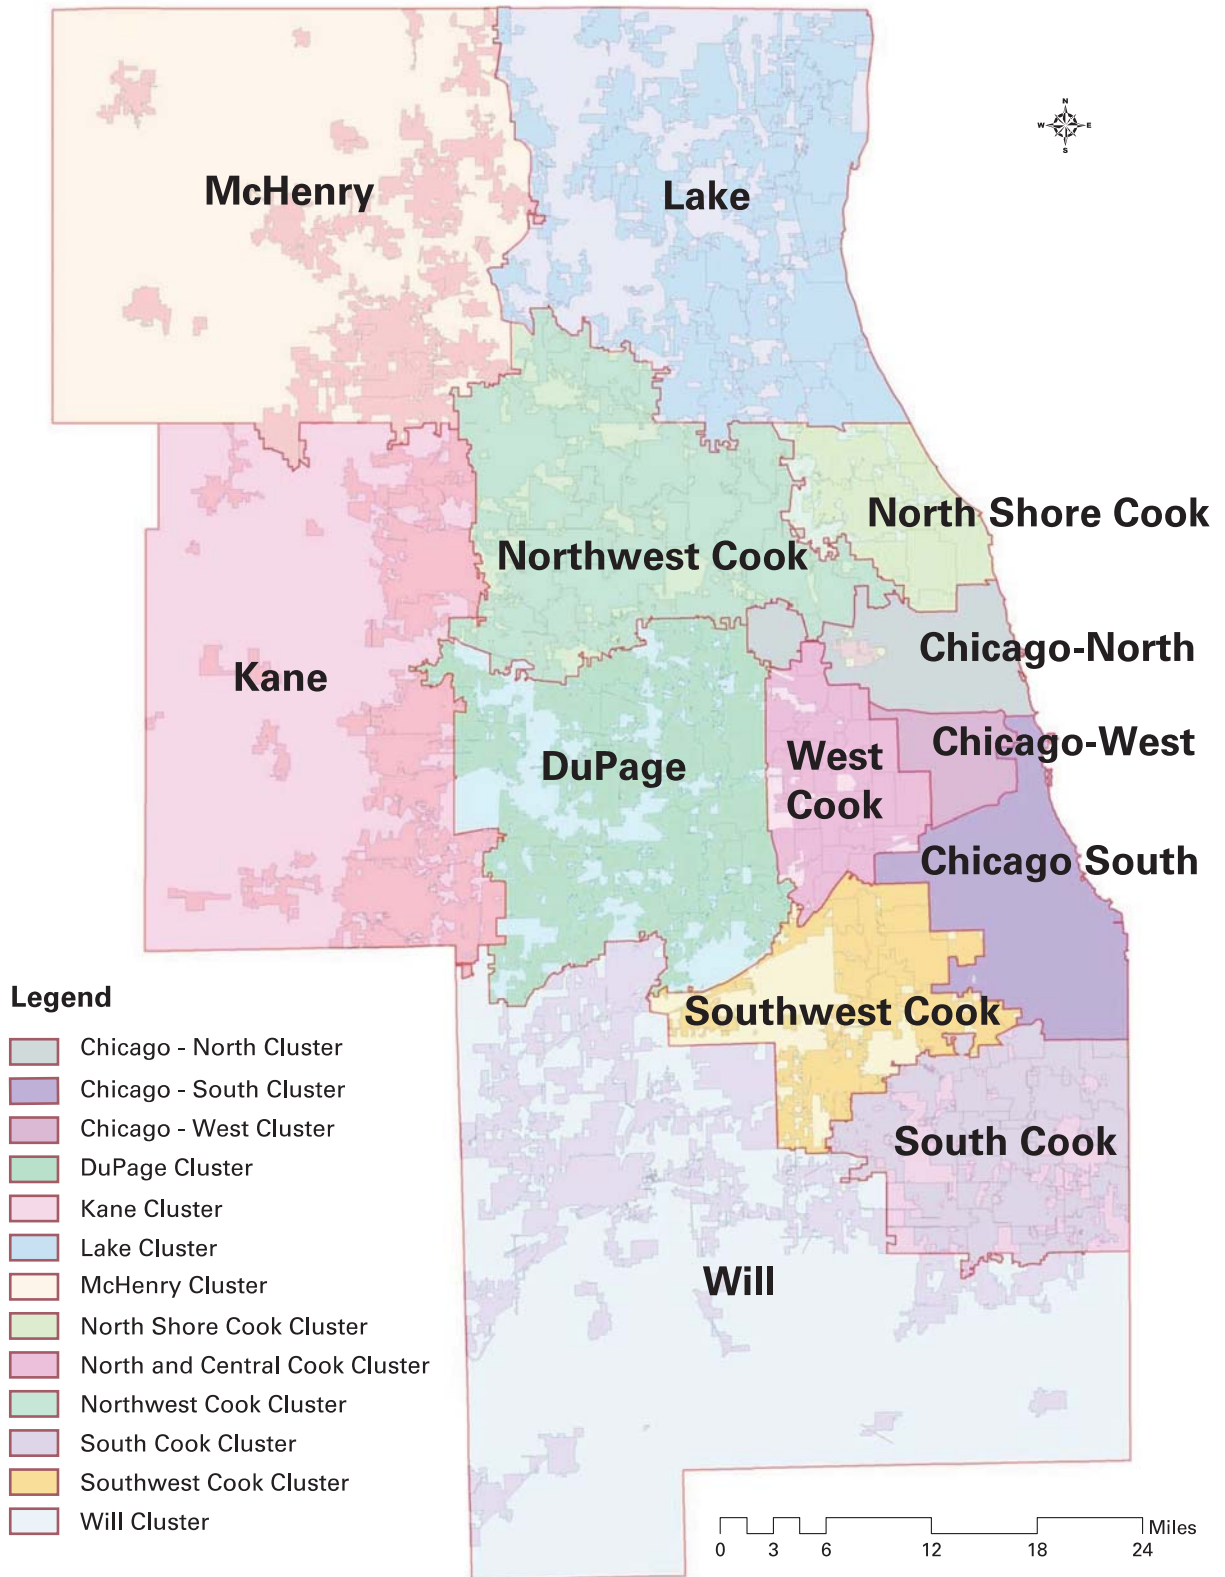 N
W
E
S
McHenry
Lake
North Shore Cook
Northwest Cook
Chicago-North
Kane
Chicago-West
West
Cook
DuPage
Chicago South
Southwest Cook
South Cook
Will
Legend
Chicago - North Cluster
Chicago - South Cluster
Chicago - West Cluster
DuPage Cluster
Kane Cluster
Lake Cluster
McHenry Cluster
North Shore Cook Cluster
North and Central Cook Cluster
Northwest Cook Cluster
South Cook Cluster
Southwest Cook Cluster
Will Cluster
Miles
0 3 6 12 18 24